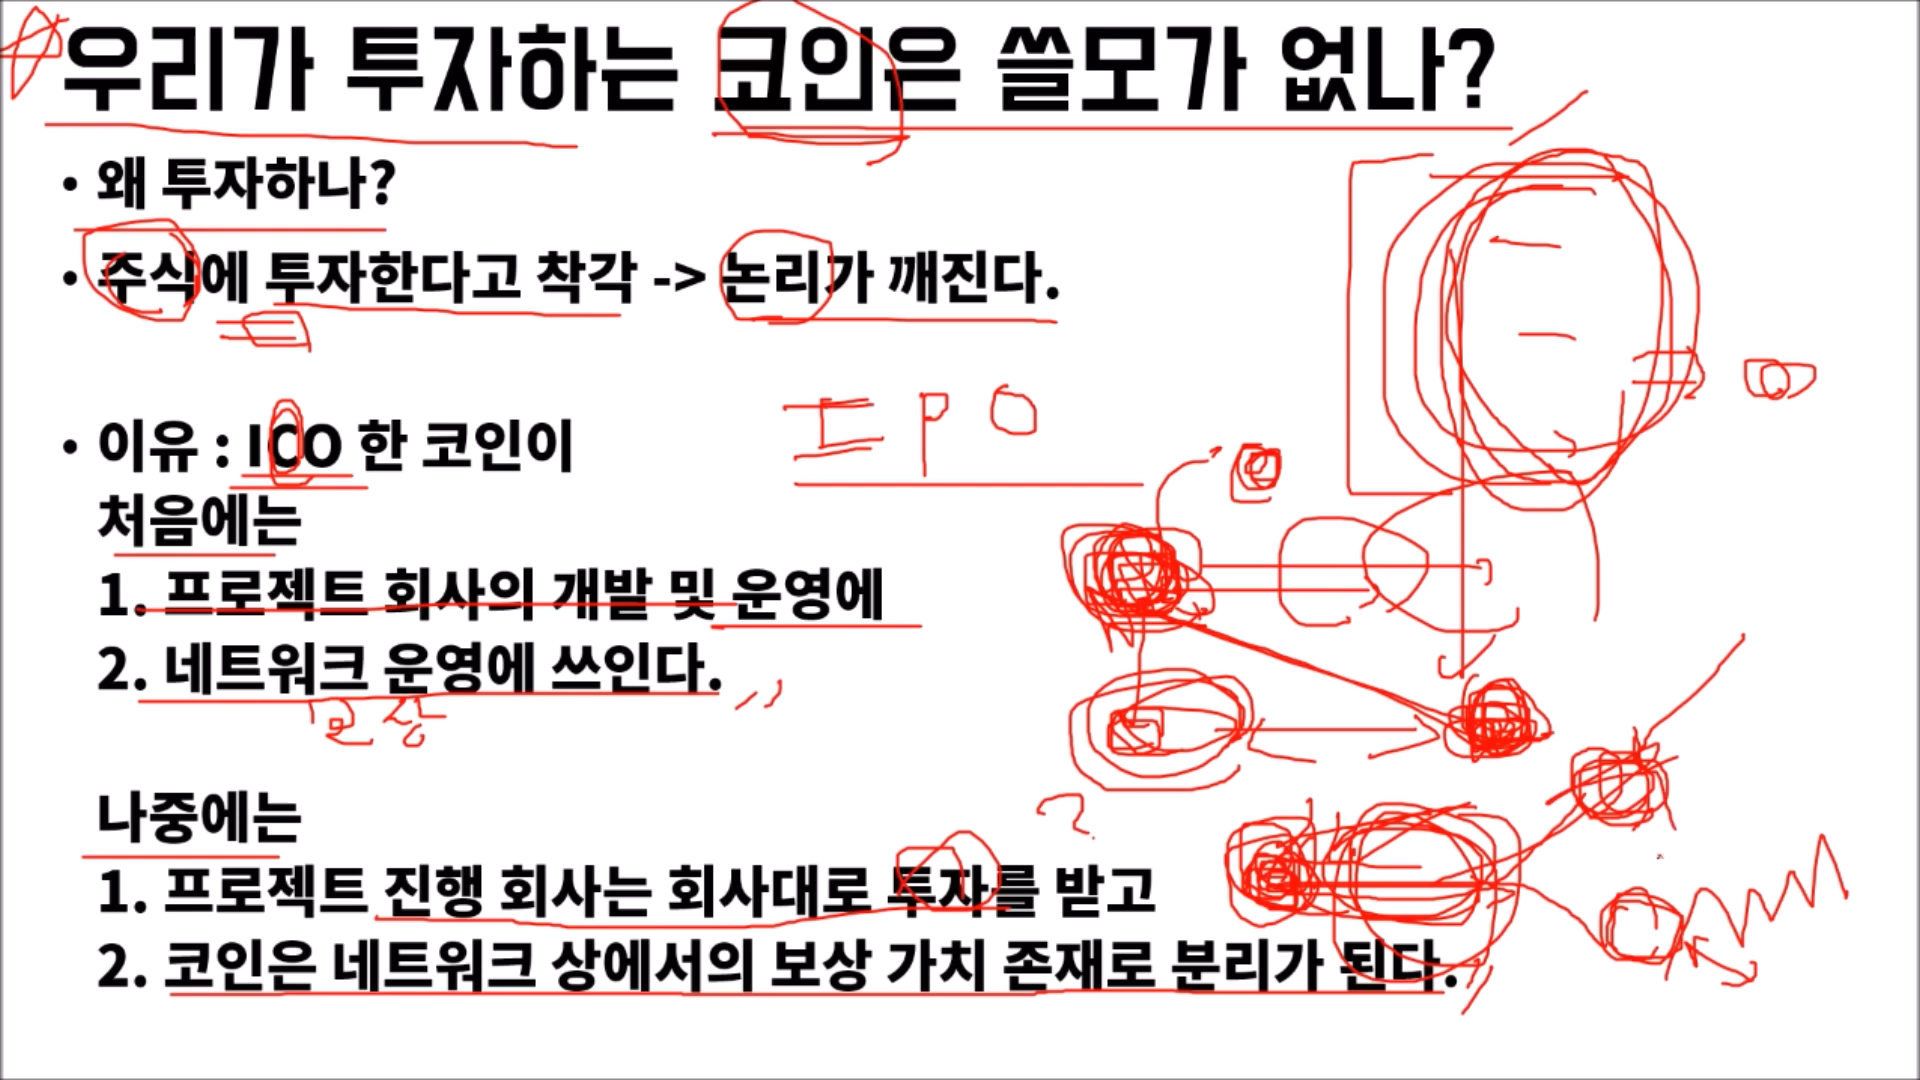 우리가 투자하는 코인은 쓸모가 없나?
• 왜 투자하나?
• 주식에 투자한다고 착각 -> 논리가 깨진다.
IPO
• 이유 : ICO 한 코인이
처음에는
1. 프로젝트 회사의 개발 및 운영에
2. 네트워크 운영에 쓰인다.
보상
나중에는
1. 프로젝트 진행 회사는 회사대로 투자를 받고
2. 코인은 네트워크 상에서의 보상 가치 존재로 분리가 된다.